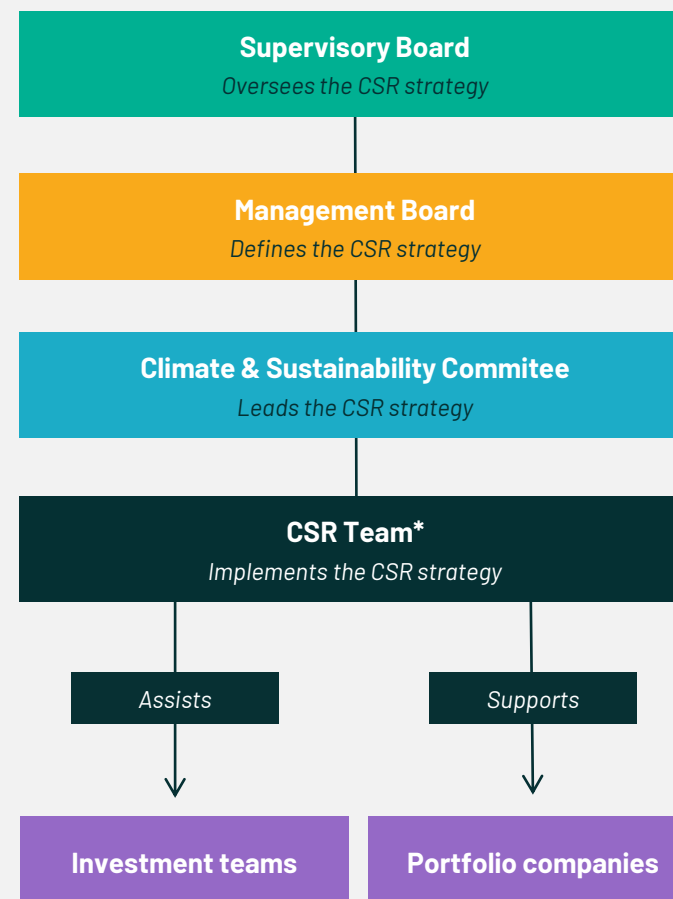 Supervisory Board
Oversees the CSR strategy
Management Board
Defines the CSR strategy
Climate & Sustainability Commitee
Leads the CSR strategy
CSR Team*
Implements the CSR strategy
Assists
Supports
Investment teams
Portfolio companies